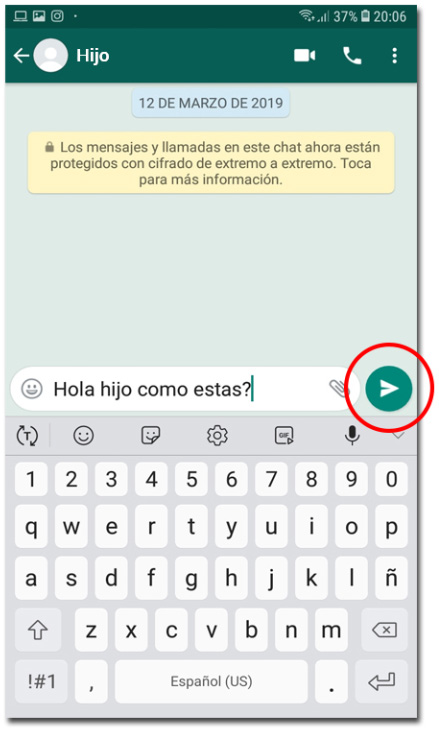 37% 20:06
Hijo
12 DE MARZO DE 2019
Los mensajes y llamadas en este chat ahora están
protegidos con cifrado de extremo a extremo. Toca
para más información.
Hola hijo como estas?
T GIF
1 2 3 4 5 6 7 8 9 0
q w e r t y u i o p
a s d f g h j k l ñ
z x c v b n m
!#1 , Español (US) .